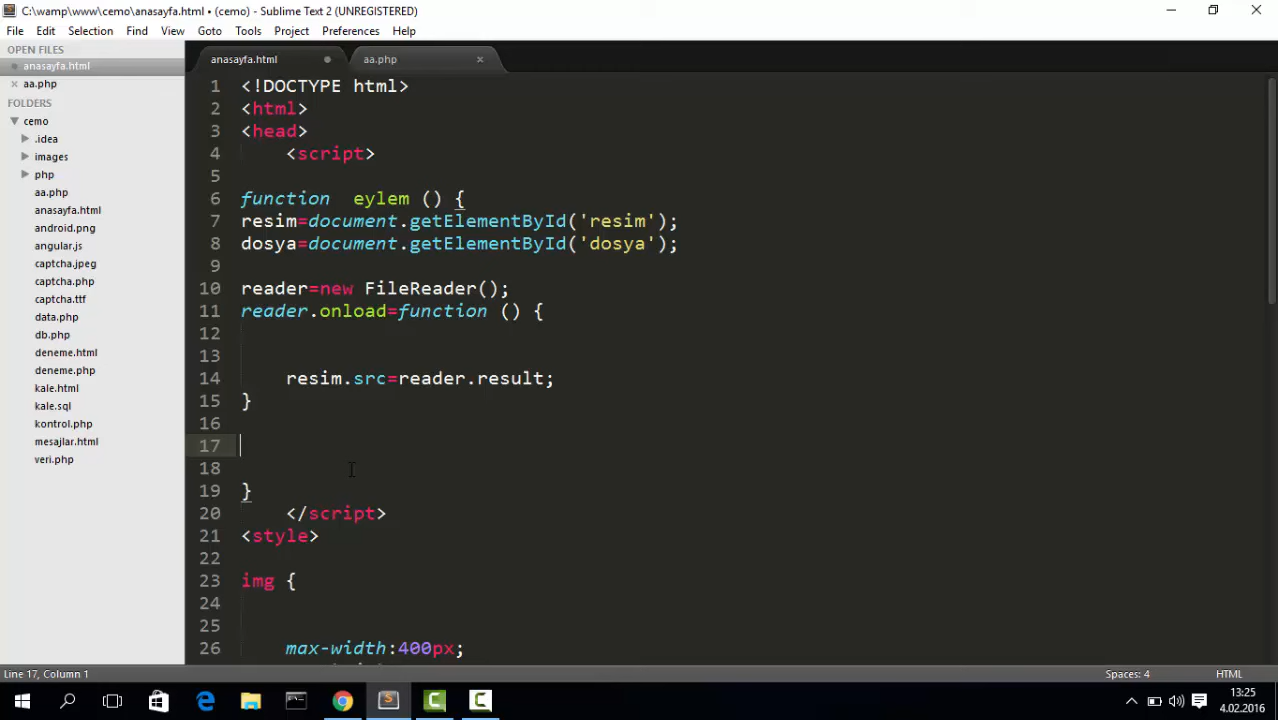 C:\wamp\www\cemo\anasayfa.html • (cemo) - Sublime Text 2 (UNREGISTERED)
File Edit Selection Find View Goto Tools Project Preferences Help
OPEN FILES
anasayfa.html
aa.php
FOLDERS
cemo
.idea
images
php
aa.php
anasayfa.html
android.png
angular.js
captcha.jpeg
captcha.php
captcha.ttf
data.php
db.php
deneme.html
deneme.php
kale.html
kale.sql
kontrol.php
mesajlar.html
veri.php
anasayfa.html aa.php
1 <!DOCTYPE html>
2 <html>
3 <head>
4 <script>
5
6 function eylem () {
7 resim=document.getElementById('resim');
8 dosya=document.getElementById('dosya');
9
10 reader=new FileReader();
11 reader.onload=function () {
12
13
14 resim.src=reader.result;
15 }
16
17
18
19 }
20 </script>
21 <style>
22
23 img {
24
25
26 max-width:400px;
Line 17, Column 1 Spaces: 4 HTML
13:25
4.02.2016